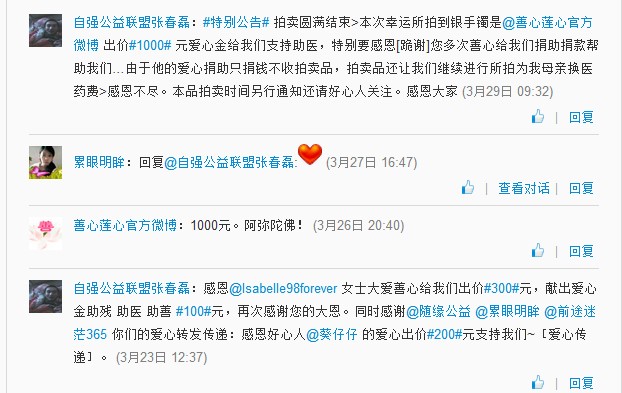 自强公益联盟张春磊：#特别公告# 拍卖圆满结束>本次幸运所拍到银手镯是@善心莲心官方
微博 出价#1000# 元爱心金给我们支持助医，特别要感恩[跪谢]您多次善心给我们捐助捐款帮
助我们...由于他的爱心捐助只捐钱不收拍卖品，拍卖品还让我们继续进行所拍为我母亲换医
药费>感恩不尽。本品拍卖时间另行通知还请好心人关注。感恩大家 (3月29日 09:32)
回复
累眼明眸：回复@自强公益联盟张春磊: (3月27日 16:47)
查看对话 | 回复
善心莲心官方微博：1000元。阿弥陀佛！ (3月26日 20:40)
回复
自强公益联盟张春磊：感恩@Isabelle98forever 女士大爱善心给我们出价#300#元，献出爱心
金助残 助医 助善 #100#元，再次感谢您的大恩。同时感谢@随缘公益 @累眼明眸 @前途迷
茫365 你们的爱心转发传递：感恩好心人@葵仔仔 的爱心出价#200#元支持我们~［爱心传
递］。 (3月23日 12:37)
回复